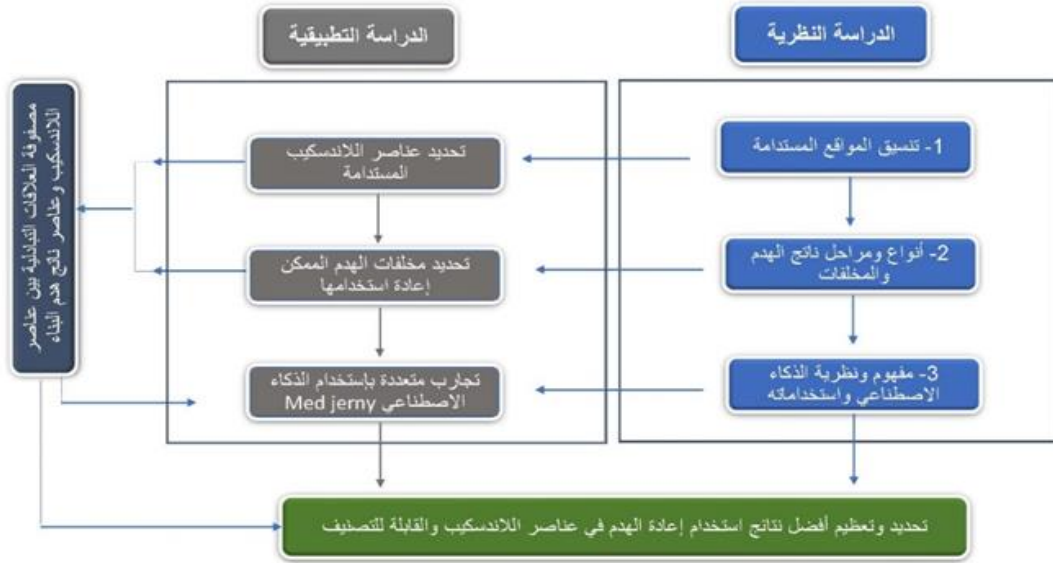 الدراسة النظرية
1- تنسيق المواقع المستدامة
2- أنواع ومراحل ناتج الهدم
والمخلفات
3- مفهوم ونظرية الذكاء
الاصطناعي واستخداماته
الدراسة التطبيقية
تحديد عناصر اللاندسكيب
المستدامة
تحديد مخلفات الهدم الممكن
إعادة استخدامها
تجارب متعددة بإستخدام الذكاء
الاصطناعي Med jerny
مصفوفة العلاقات التبادلية بين عناصر
اللاندسكيب وعناصر ناتج هدم البناء
تحديد وتعظيم أفضل نتائج استخدام إعادة الهدم في عناصر اللاندسكيب والقابلة للتصنيف